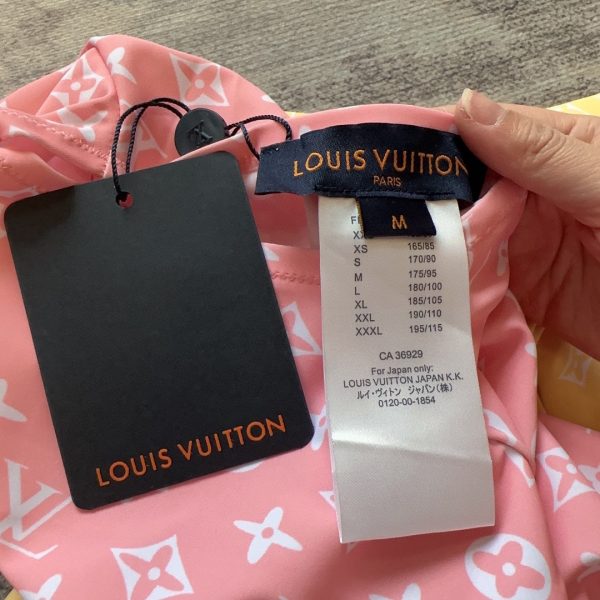 LOUIS VUITTON
PARIS
M
XS 165/85
S 170/90
M 175/95
L 180/100
XL 185/105
XXL 190/110
XXXL 195/115
CA 36929
For Japan only:
LOUIS VUITTON JAPAN K.K.
ルイ・ヴィトン ジャパン(株)
0120-00-1854
LOUIS VUITTON